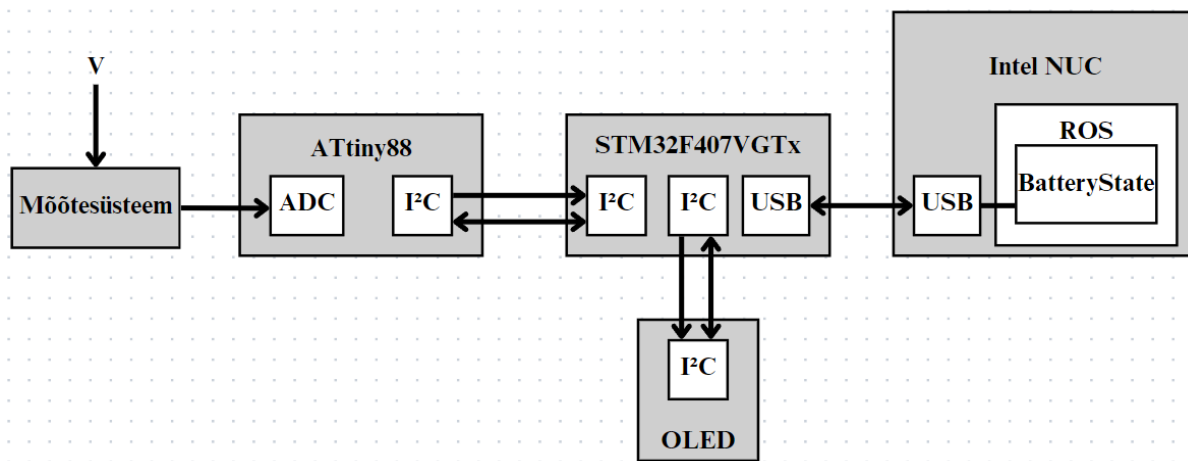 V
Mõõtesüsteem
ATtiny88
ADC
I²C
STM32F407VGTx
I²C
I²C
USB
I²C
OLED
Intel NUC
USB
ROS
BatteryState